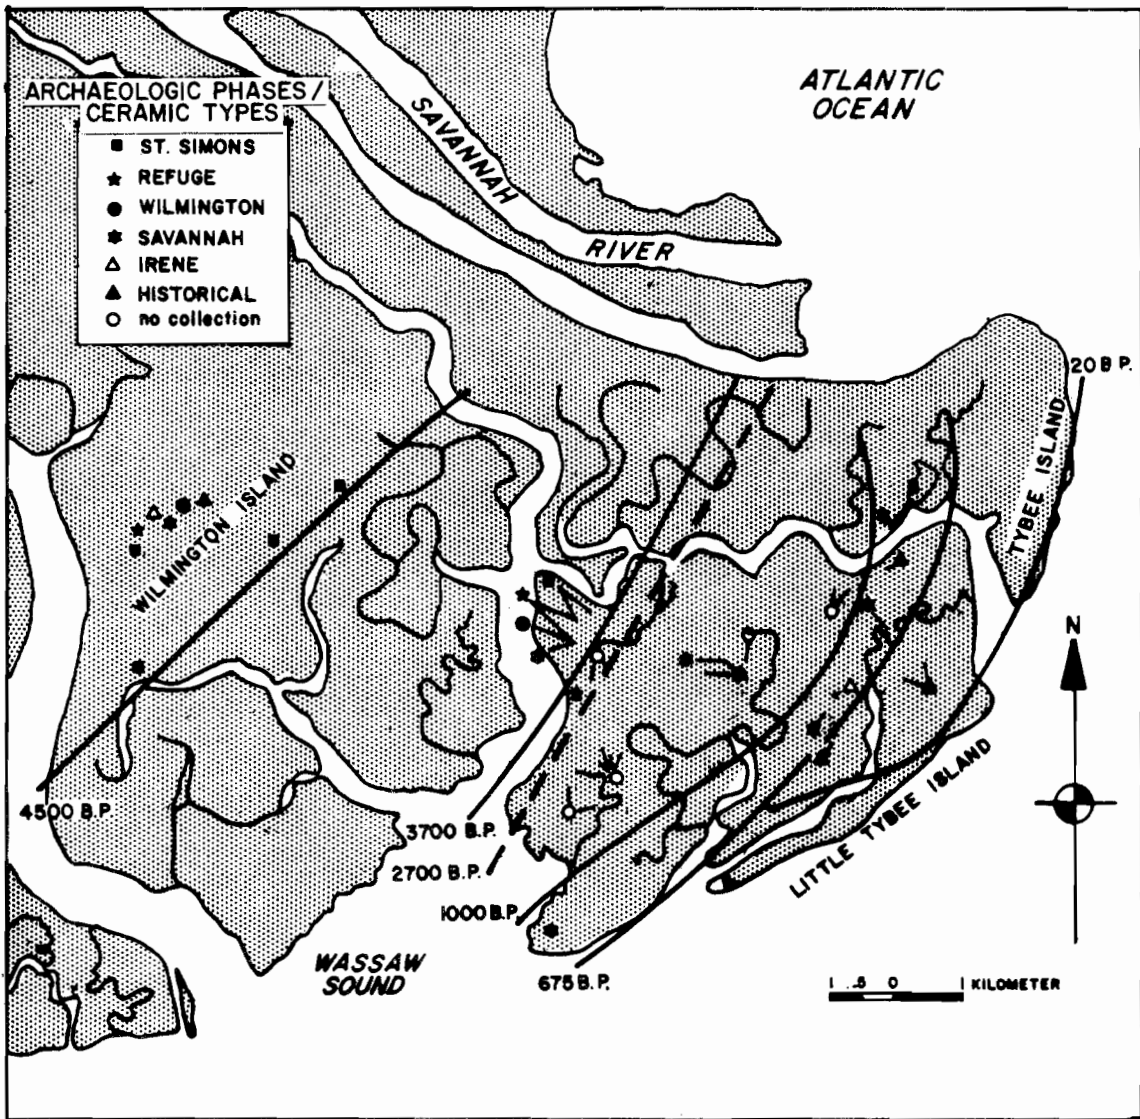 ARCHAEOLOGIC PHASES/
CERAMIC TYPES
ST. SIMONS
REFUGE
WILMINGTON
SAVANNAH
IRENE
HISTORICAL
no collection
ATLANTIC
OCEAN
SAVANNAH
RIVER
20 B P.
TYBEE ISLAND
WILMINGTON ISLAND
N
4500 B.P.
3700 B.P.
2700 B.P.
1000 B.P.
675 B. P.
LITTLE TYBEE ISLAND
WASSAW
SOUND
1 .5 0 1 KILOMETER